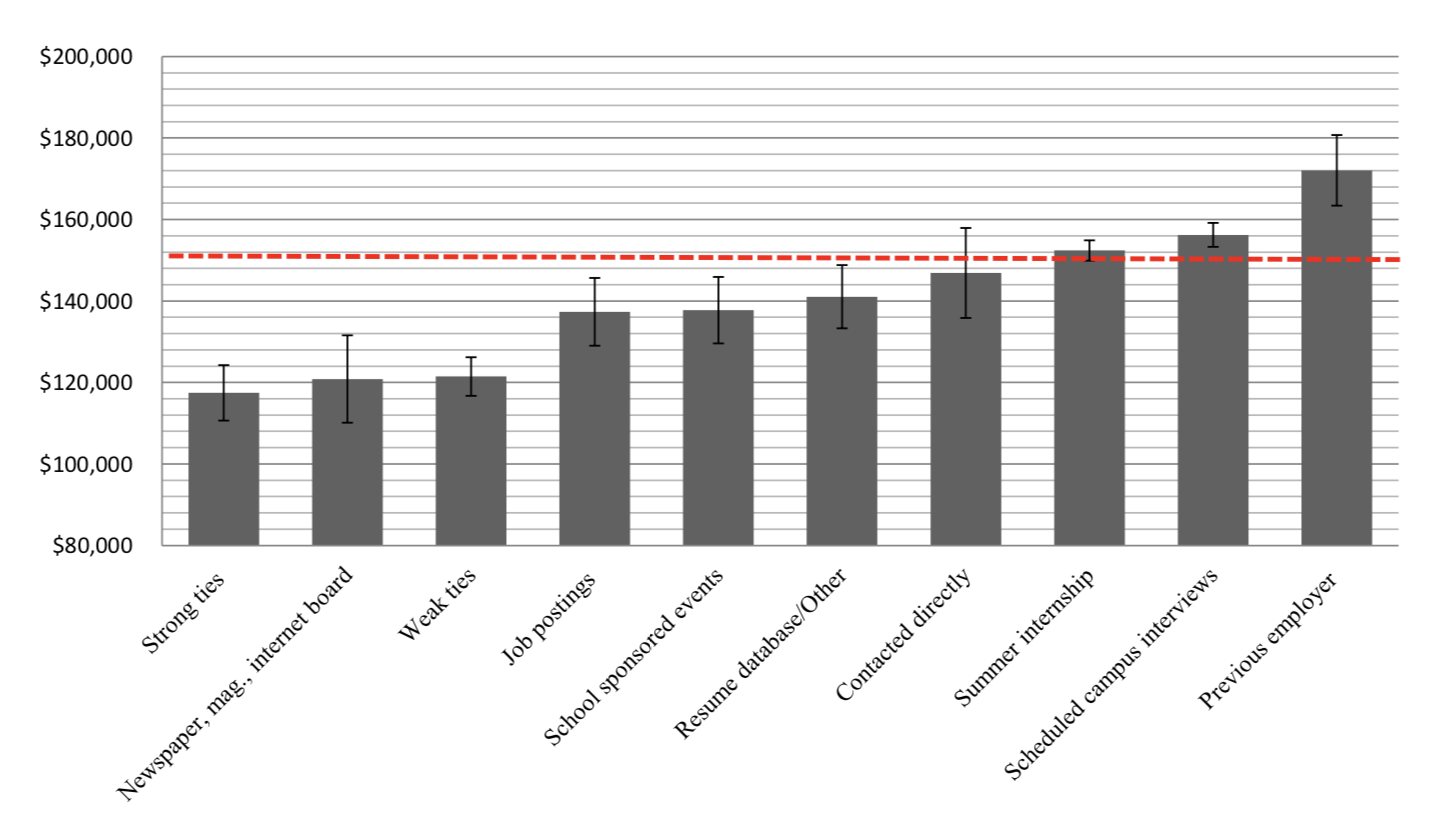 $200,000
$180,000
$160,000
$140,000
$120,000
$100,000
$80,000
Strong ties
Newspaper, mag., internet board
Weak ties
Job postings
School sponsored events
Resume database/Other
Contacted directly
Summer internship
Scheduled campus interviews
Previous employer